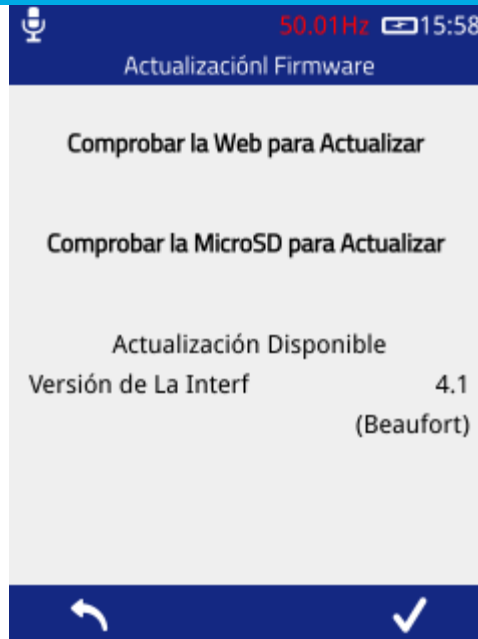 50.01Hz 15:58
Actualizaciónl Firmware
Comprobar la Web para Actualizar
Comprobar la MicroSD para Actualizar
Actualización Disponible
Versión de La Interf 4.1
(Beaufort)